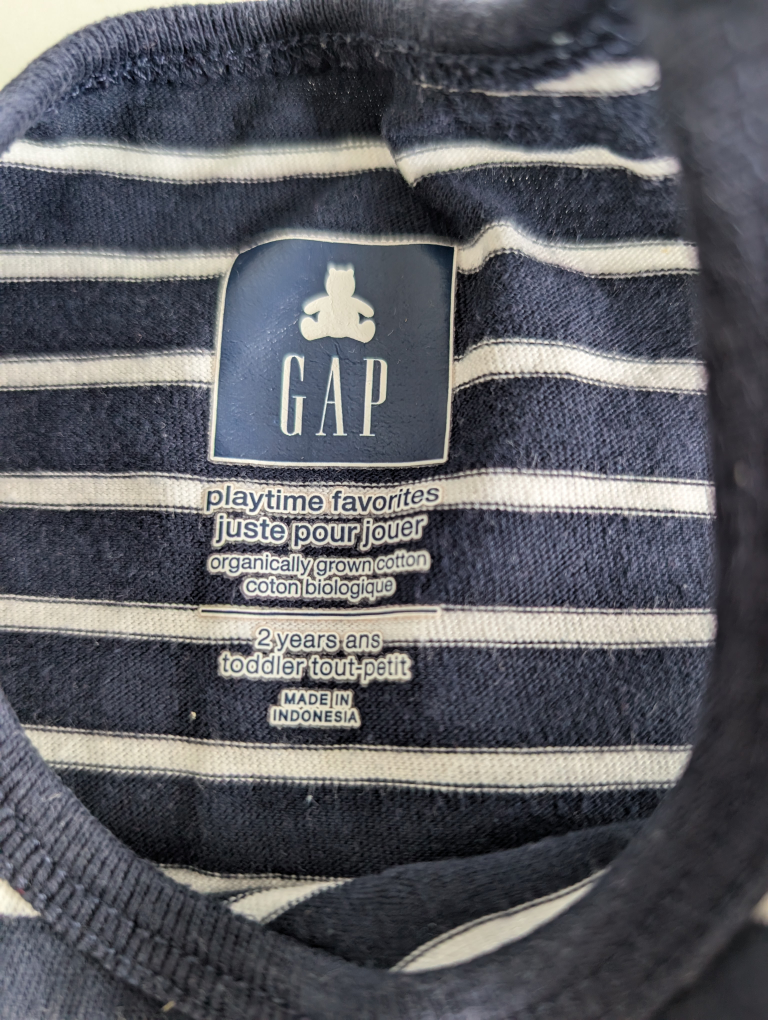 GAP
playtime favorites
juste pour jouer
organically grown cotton
coton biologique
2 years ans
toddler tout-petit
MADE IN
INDONESIA